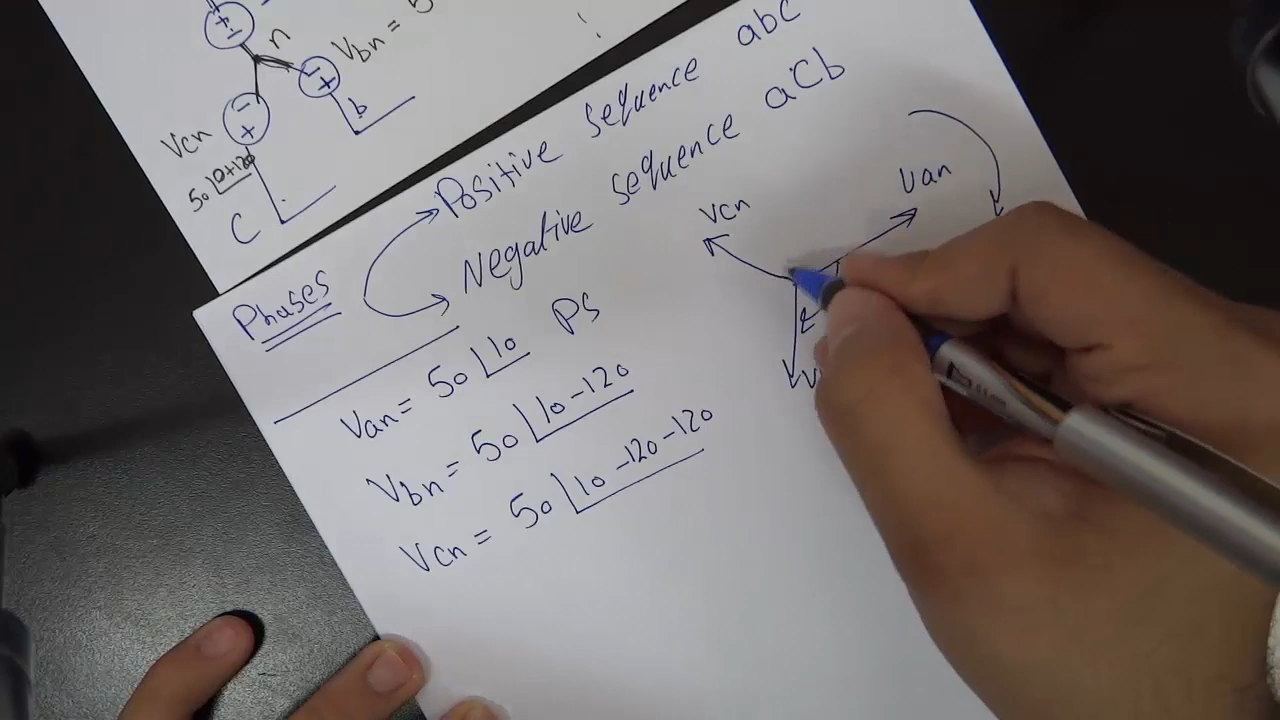 n
Vbn = 5
b
Vcn
50∠0+120
C
Phases
Positive sequence abc
Negative sequence aCb
Van = 50∠10 PS
Vbn = 50∠10-120
Vcn = 50∠10-120-120
Van
Vcn